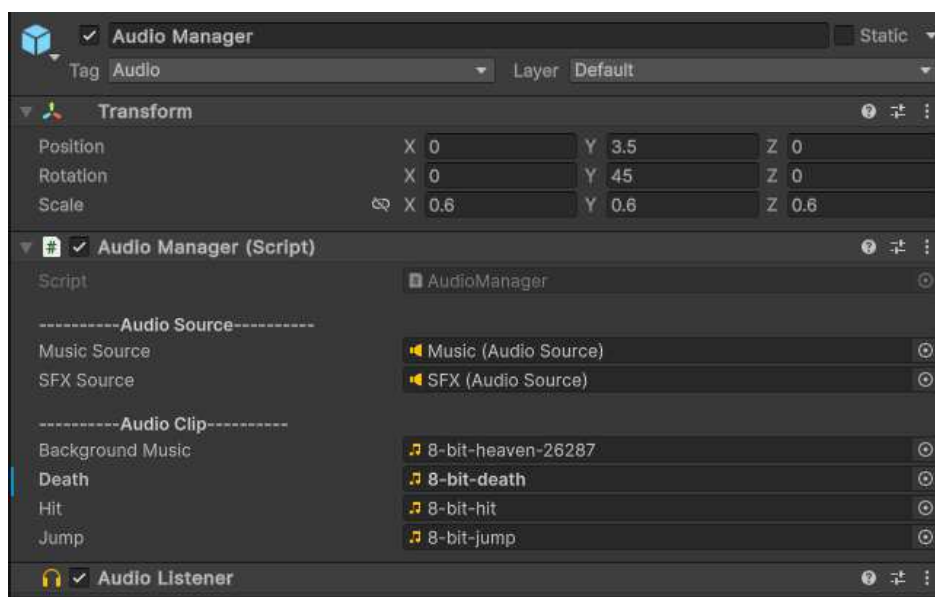 Audio Manager Static
Tag Audio Layer Default
Transform
Position X 0 Y 3.5 Z 0
Rotation X 0 Y 45 Z 0
Scale X 0.6 Y 0.6 Z 0.6
# Audio Manager (Script)
Script AudioManager
----------Audio Source----------
Music Source Music (Audio Source)
SFX Source SFX (Audio Source)
----------Audio Clip----------
Background Music 8-bit-heaven-26287
Death 8-bit-death
Hit 8-bit-hit
Jump 8-bit-jump
Audio Listener